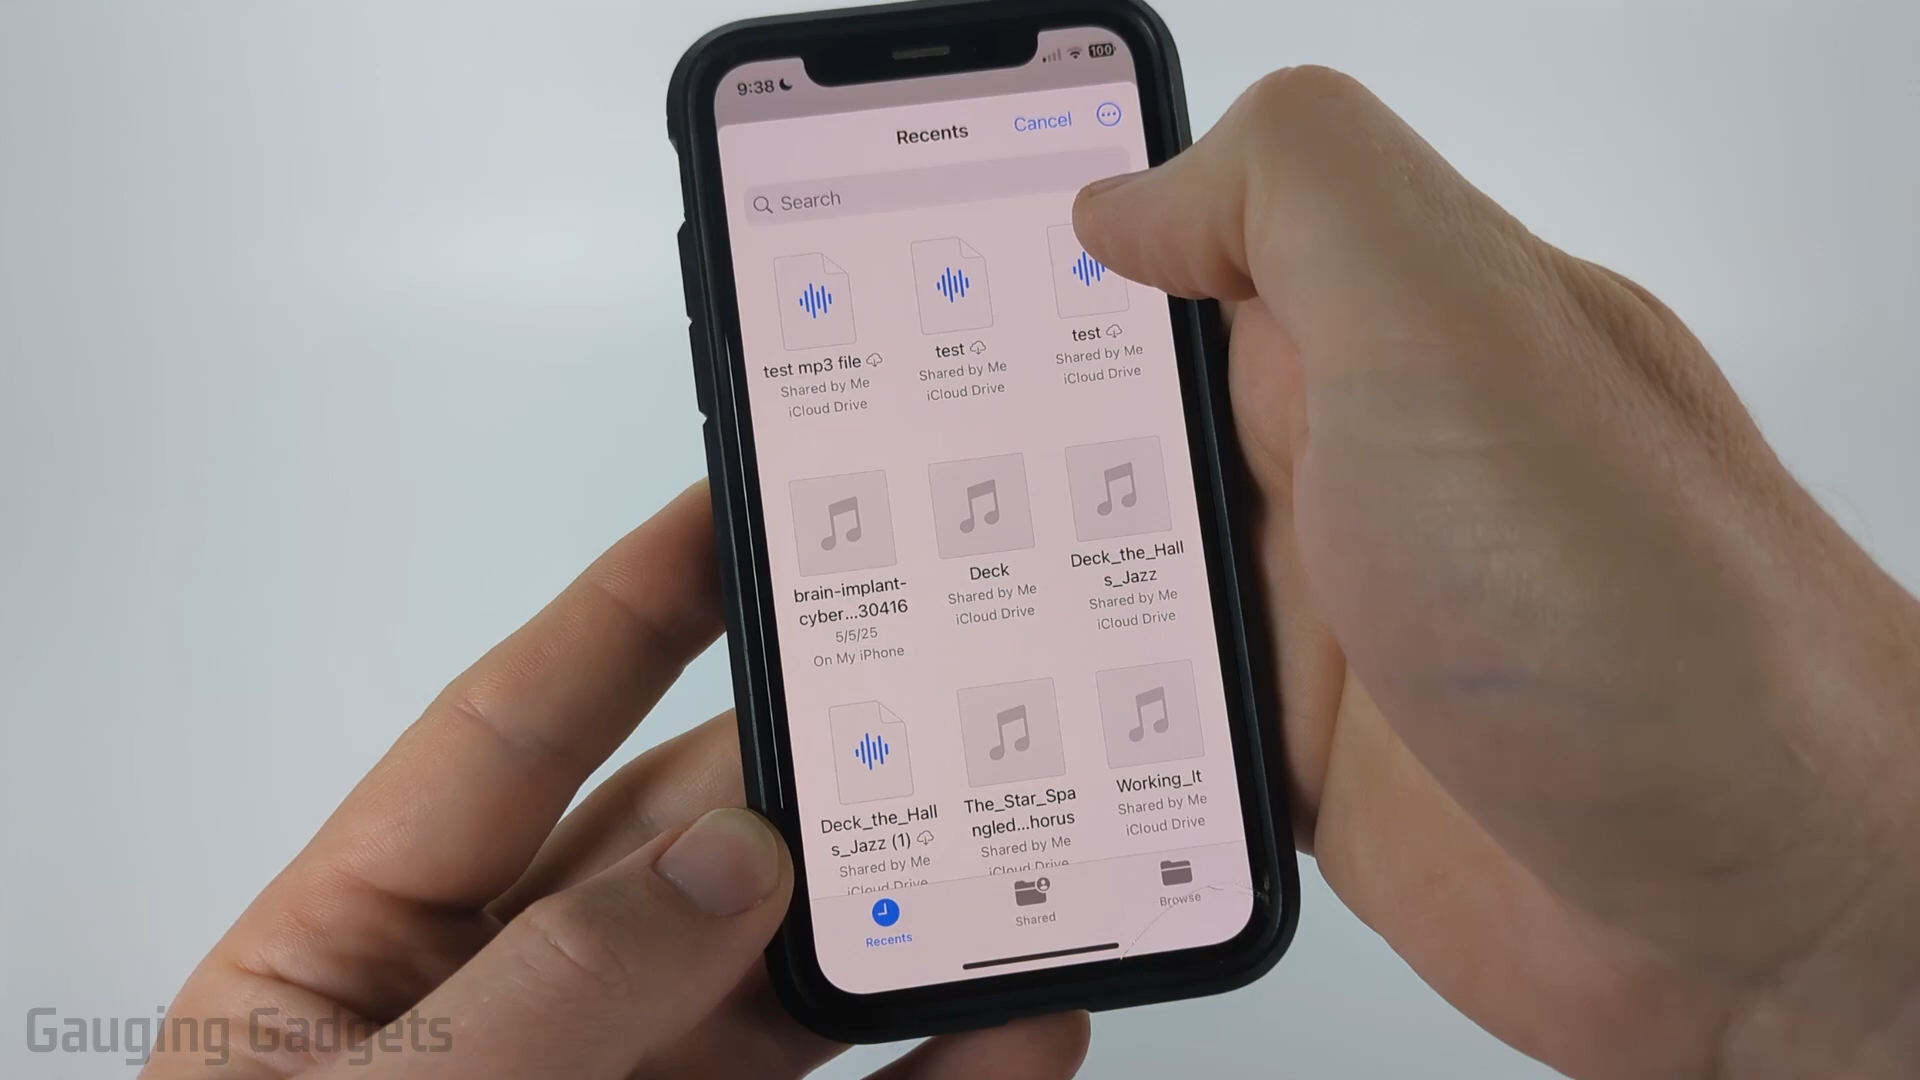 9:38
100
Recents
Cancel
Search
test mp3 file
Shared by Me
iCloud Drive
test
Shared by Me
iCloud Drive
test
Shared by Me
iCloud Drive
brain-implant-
cyber...30416
5/5/25
On My iPhone
Deck
Shared by Me
iCloud Drive
Deck_the_Hall
s_Jazz
Shared by Me
iCloud Drive
Deck_the_Hall
s_Jazz (1)
Shared by Me
iCloud Drive
The_Star_Spa
ngled...horus
Shared by Me
iCloud Drive
Working_It
Shared by Me
iCloud Drive
Recents
Shared
Browse
Gauging Gadgets